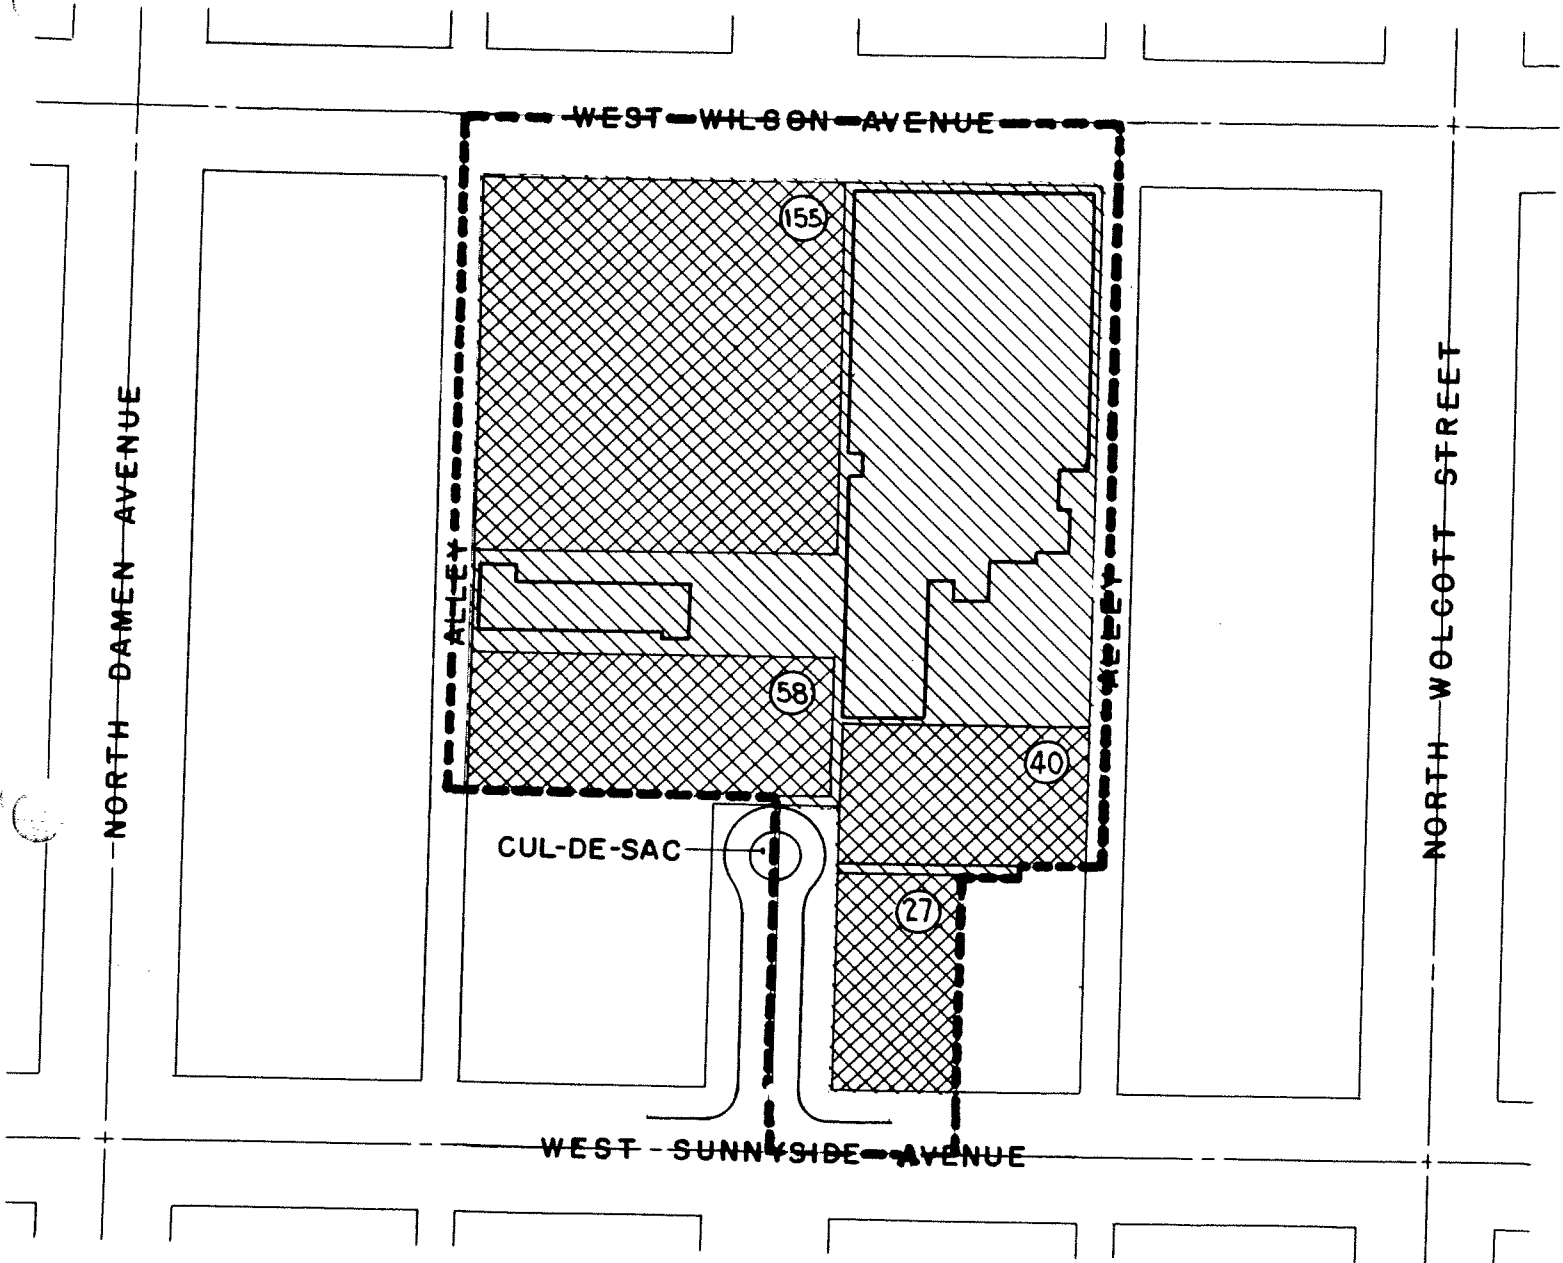 WEST WILSON AVENUE
155
NORTH DAMEN AVENUE
ALLEY
ALLEY
NORTH WOLCOTT STREET
58
40
CUL-DE-SAC
27
WEST SUNNYSIDE AVENUE